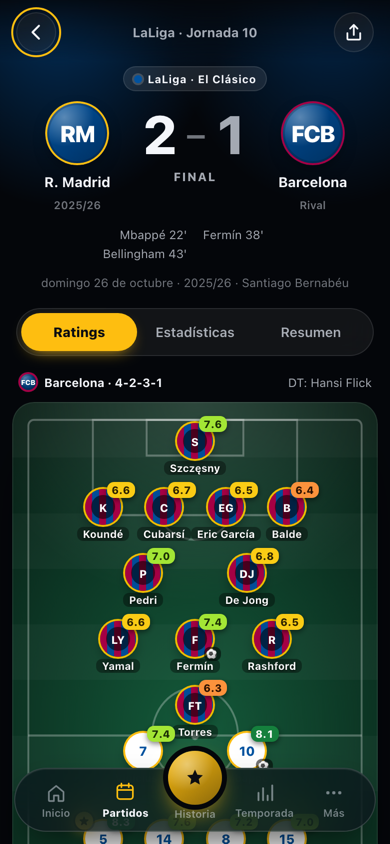 LaLiga · Jornada 10
LaLiga · El Clásico
RM
2 – 1
FCB
R. Madrid
FINAL
Barcelona
2025/26
Rival
Mbappé 22' Fermín 38'
Bellingham 43'
domingo 26 de octubre · 2025/26 · Santiago Bernabéu
Ratings Estadísticas Resumen
FCB Barcelona · 4-2-3-1 DT: Hansi Flick
7.6
S
Szczęsny
6.6 6.7 6.5 6.4
K C EG B
Koundé Cubarsí Eric García Balde
7.0 6.8
P DJ
Pedri De Jong
6.6 7.4 6.5
LY F R
Yamal Fermín Rashford
6.3
FT
Torres
7.4 8.1
7 10
Inicio Partidos Historia Temporada Más
5 14 8 15